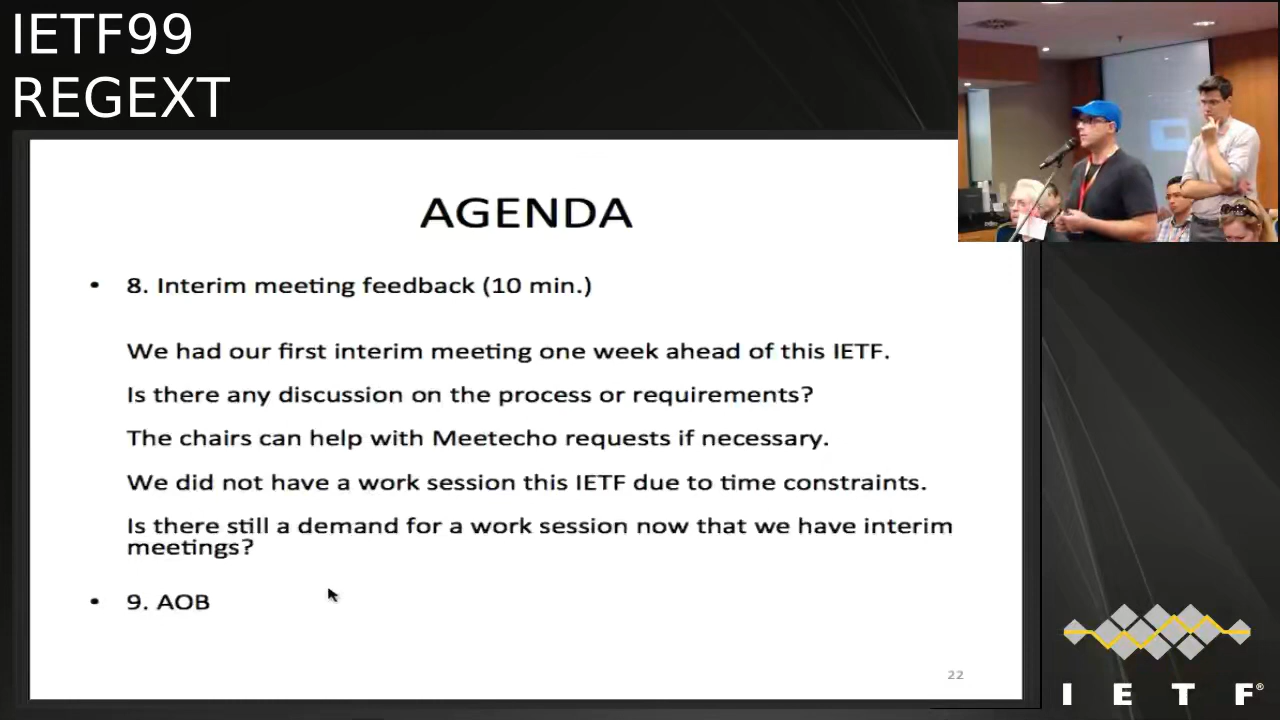 IETF99
REGEXT
AGENDA
• 8. Interim meeting feedback (10 min.)
We had our first interim meeting one week ahead of this IETF.
Is there any discussion on the process or requirements?
The chairs can help with Meetecho requests if necessary.
We did not have a work session this IETF due to time constraints.
Is there still a demand for a work session now that we have interim
meetings?
• 9. AOB
22
I E T F®